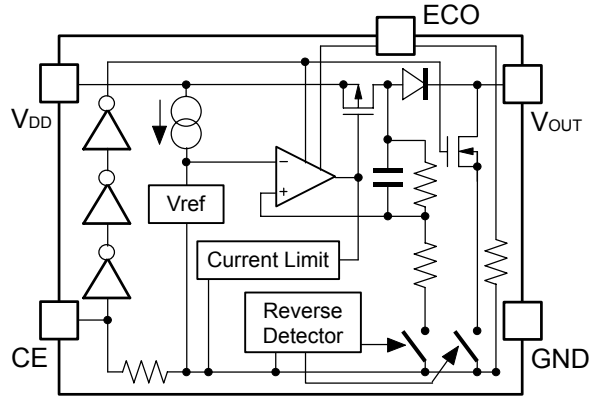 ECO
VDD
VOUT
−
+
Vref
Current Limit
Reverse
Detector
CE
GND